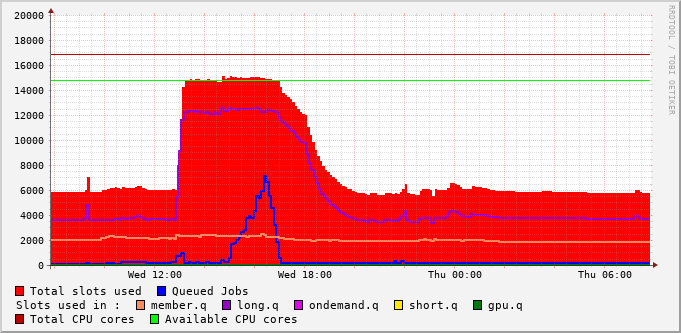 RRDTOOL / TOBI OETIKER
20000
18000
16000
14000
12000
10000
8000
6000
4000
2000
0
Wed 12:00 Wed 18:00 Thu 00:00 Thu 06:00
Total slots used Queued Jobs
Slots used in : member.q long.q ondemand.q short.q gpu.q
Total CPU cores Available CPU cores